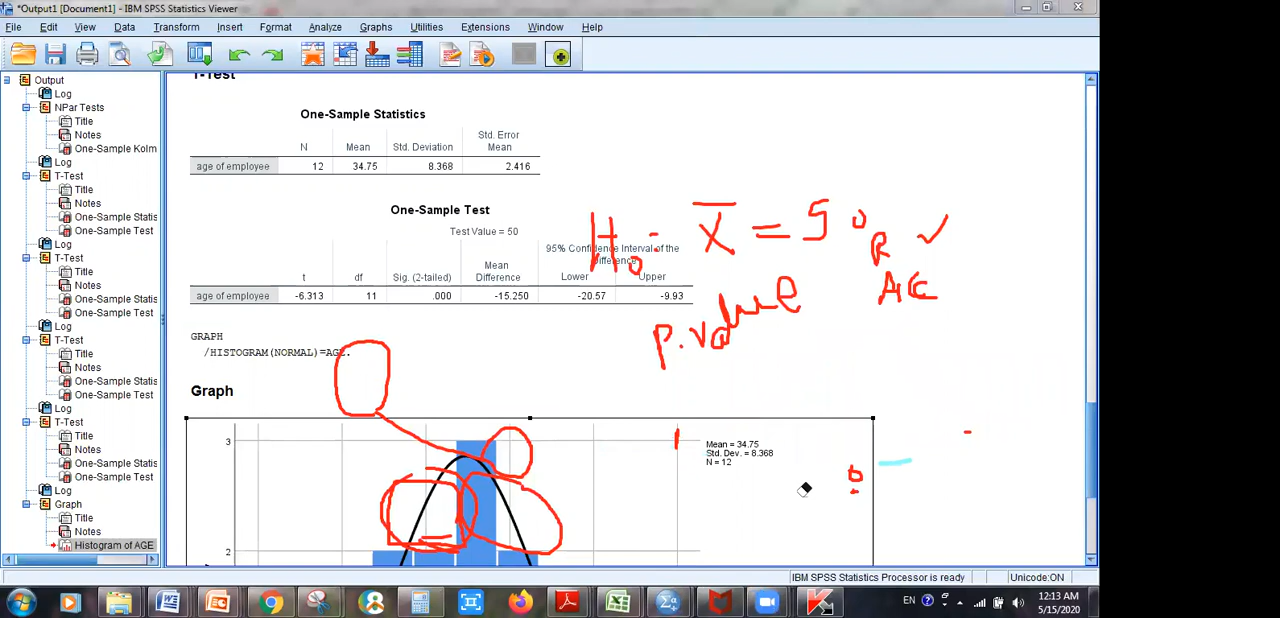 *Output1 [Document1] - IBM SPSS Statistics Viewer
File Edit View Data Transform Insert Format Analyze Graphs Utilities Extensions Window Help
Output
Log
NPar Tests
Title
Notes
One-Sample Kolm
Log
T-Test
Title
Notes
One-Sample Statis
One-Sample Test
Log
T-Test
Title
Notes
One-Sample Statis
One-Sample Test
Log
T-Test
Title
Notes
One-Sample Statis
One-Sample Test
Log
T-Test
Title
Notes
One-Sample Statis
One-Sample Test
Log
Graph
Title
Notes
Histogram of AGE
T-Test
One-Sample Statistics
N Mean Std. Deviation Std. Error Mean
age of employee 12 34.75 8.368 2.416
One-Sample Test
Test Value = 50
95% Confidence Interval of the Difference
t df Sig. (2-tailed) Mean Difference Lower Upper
age of employee -6.313 11 .000 -15.250 -20.57 -9.93
H0: X̅ = 50 R ✓
Acc
P.value
GRAPH
/HISTOGRAM(NORMAL)=AGE.
Graph
3
2
Mean = 34.75
Std. Dev. = 8.368
N = 12
IBM SPSS Statistics Processor is ready
Unicode:ON
EN
12:13 AM
5/15/2020